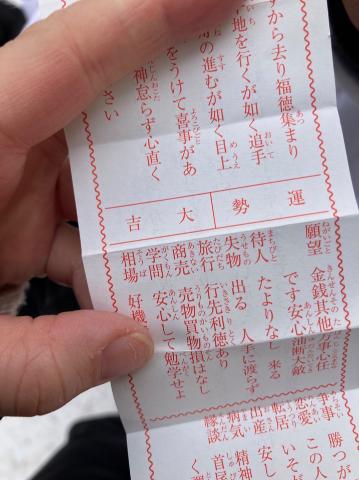 ずから去り福徳集まり
地を行くが如く追手
の進むが如く目上
をうけて喜事があ
神怠らず心直く
さい
運勢
大吉
願望 金銭其他万事心任
です安心油断大敵
待人 たよりなし 来る
失物 出る 人手に渡らず
旅行 行先利徳あり
商売 売物買物損はなし
学問 安心して勉学せよ
相場 好機
争事 勝つが
恋愛 この人
転居 いそ
出産
病気 精神
縁談 首尾
く